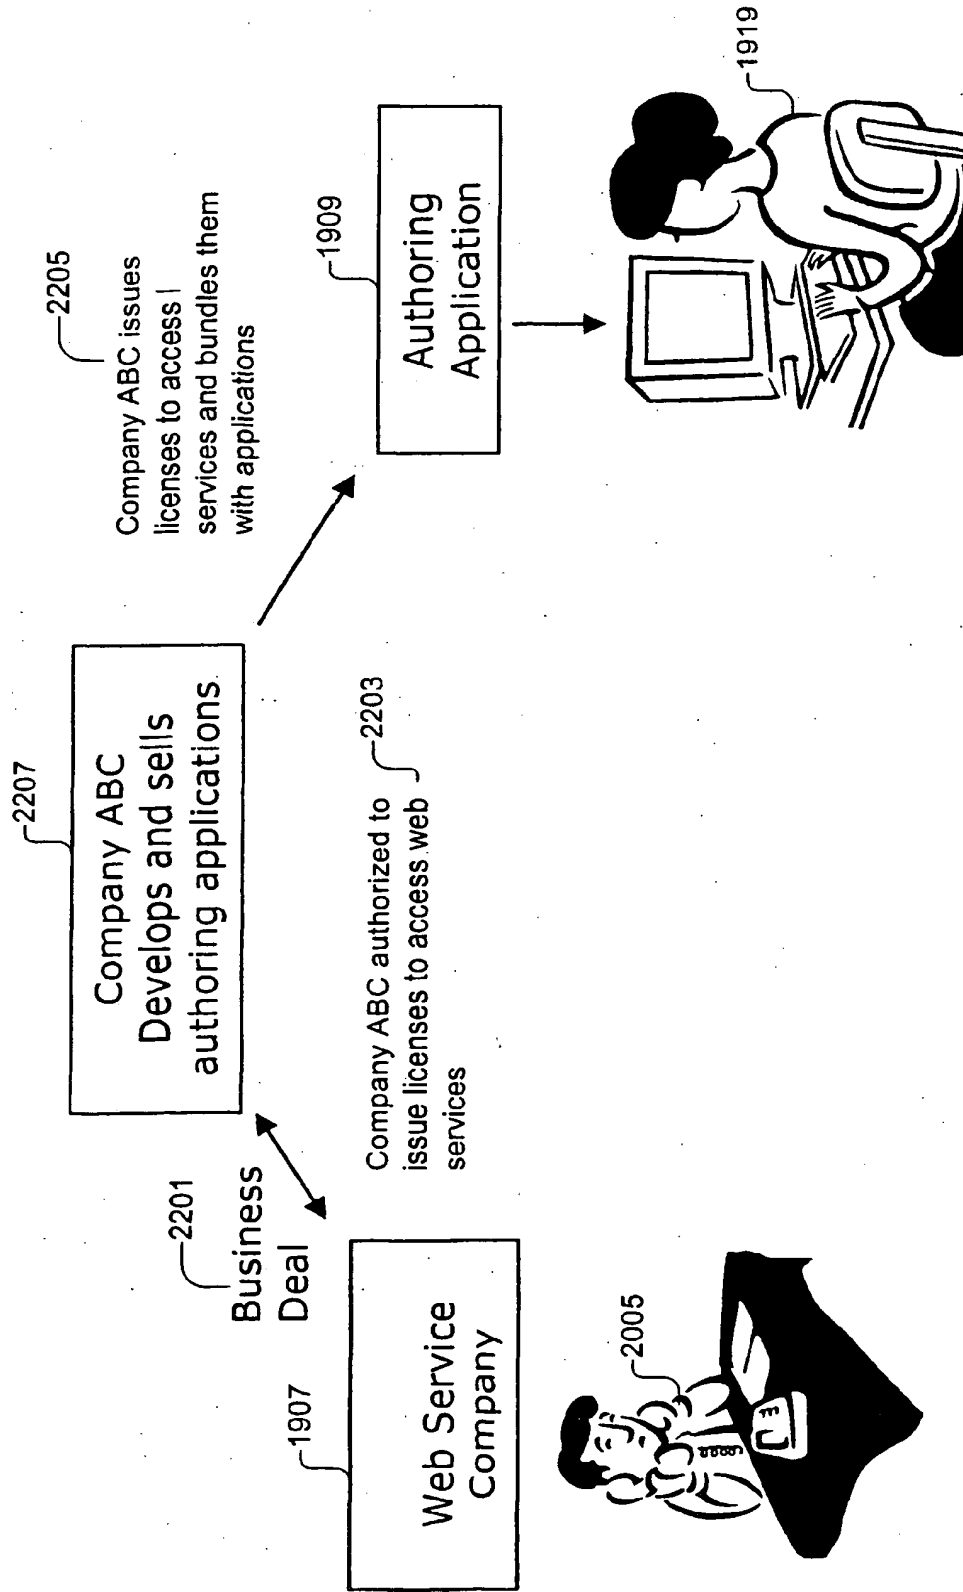 2207
Company ABC
Develops and sells
authoring applications
2201
Business
Deal
2205
Company ABC issues
licenses to access
services and bundles them
with applications
1907
Web Service
Company
2203
Company ABC authorized to
issue licenses to access web
services
1909
Authoring
Application
2005
1919